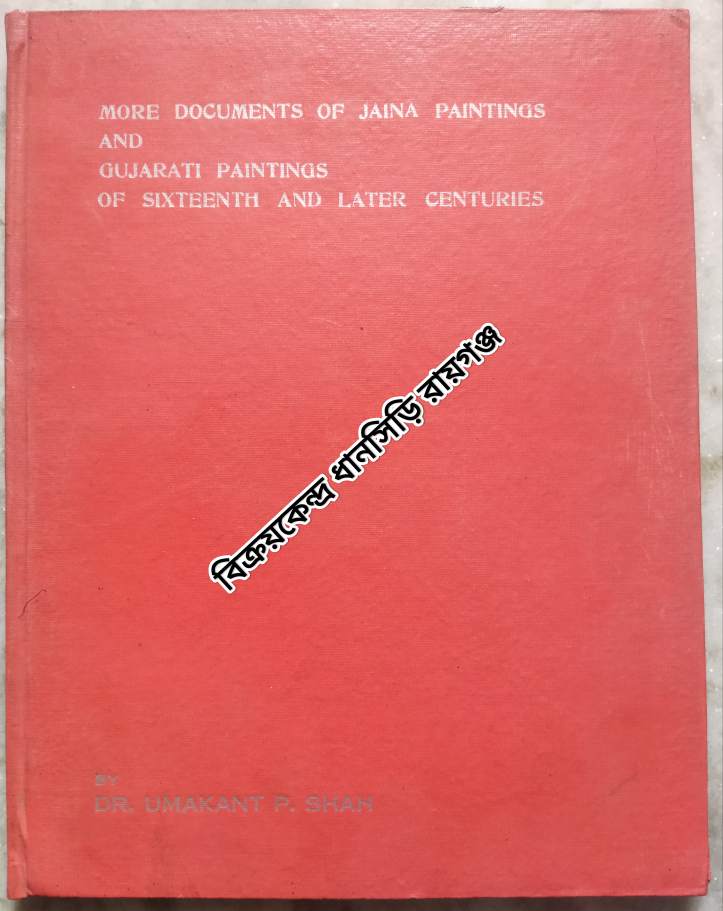 MORE DOCUMENTS OF JAINA PAINTINGS
AND
GUJARATI PAINTINGS
OF SIXTEENTH AND LATER CENTURIES
বিক্রয়কেন্দ্র ধানসিড়ি রায়গঞ্জ
BY
DR. UMAKANT P. SHAH